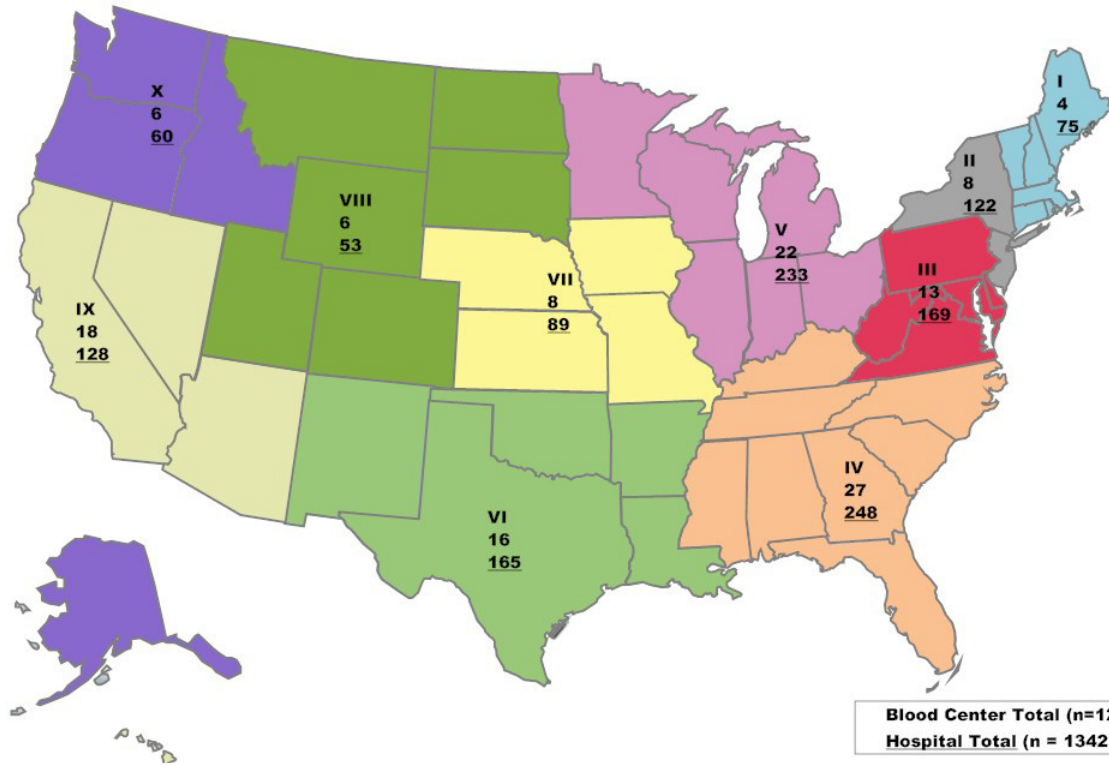 X
6
60
VIII
6
53
IX
18
128
VII
8
89
VI
16
165
V
22
233
IV
27
248
III
13
169
II
8
122
I
4
75
Blood Center Total (n=12
Hospital Total (n = 1342